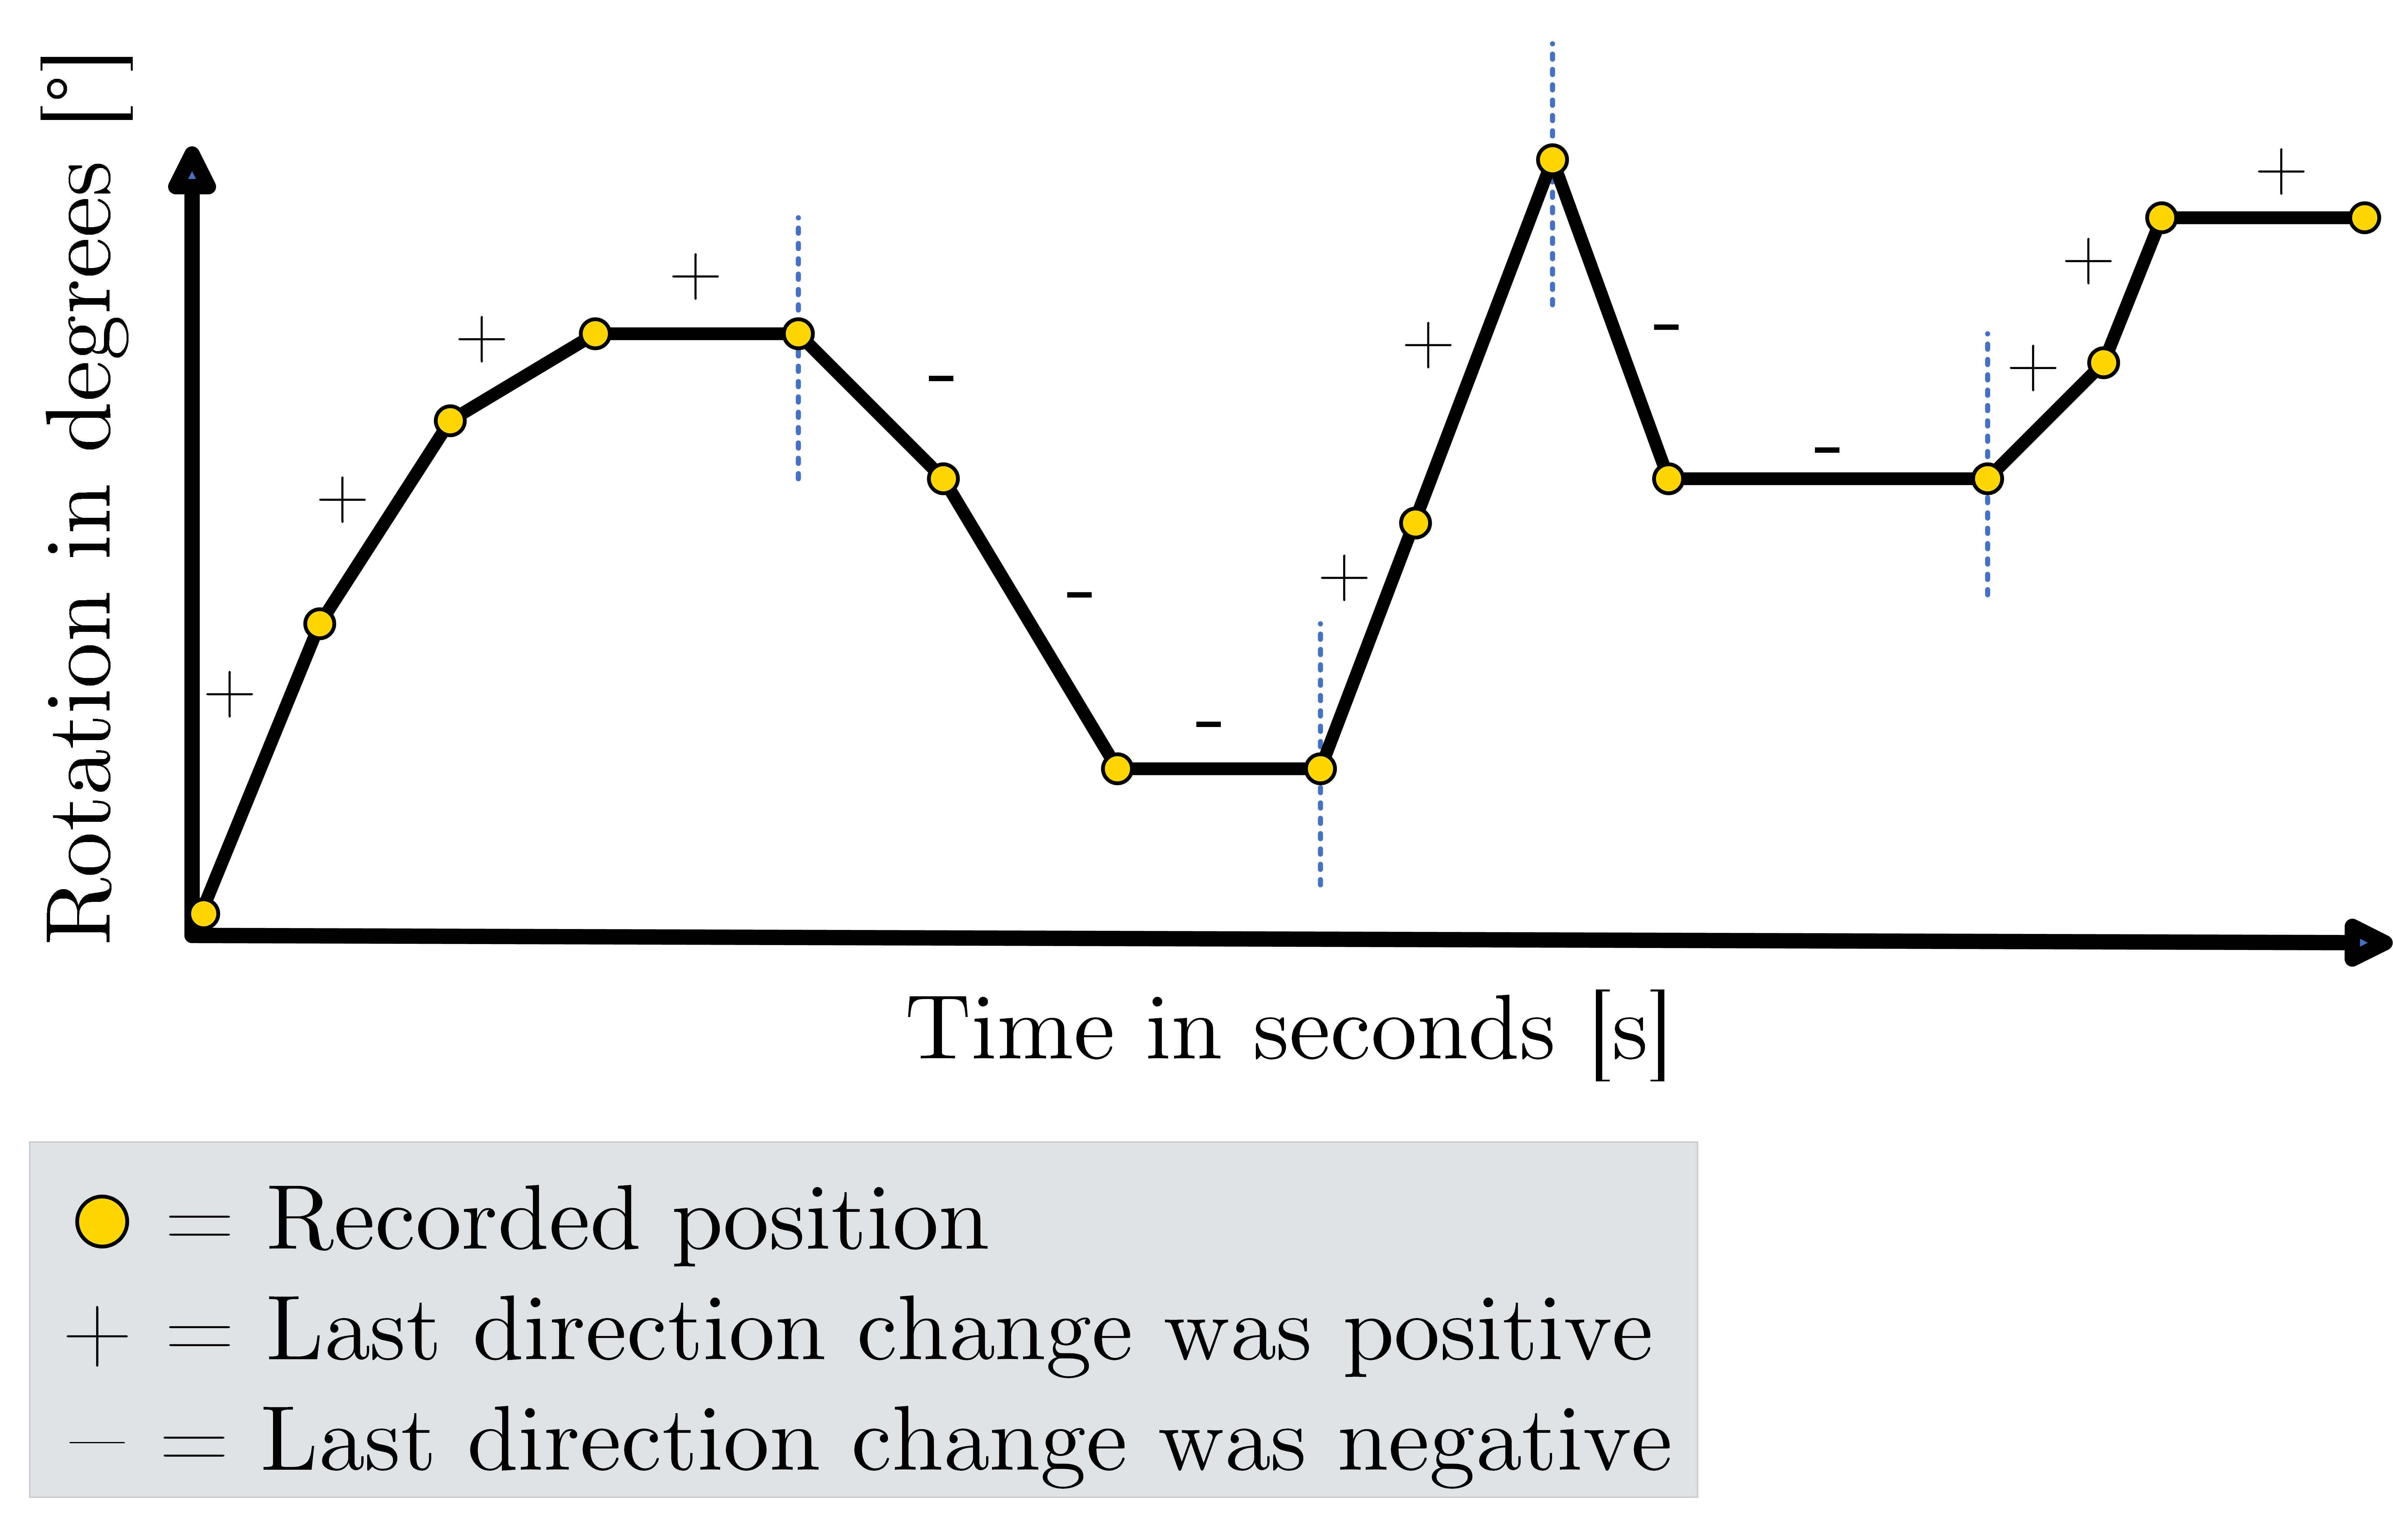 Rotation in degrees [°]
+
+
+
+
-
-
-
+
+
-
-
+
+
+
Time in seconds [s]
= Recorded position
+ = Last direction change was positive
− = Last direction change was negative